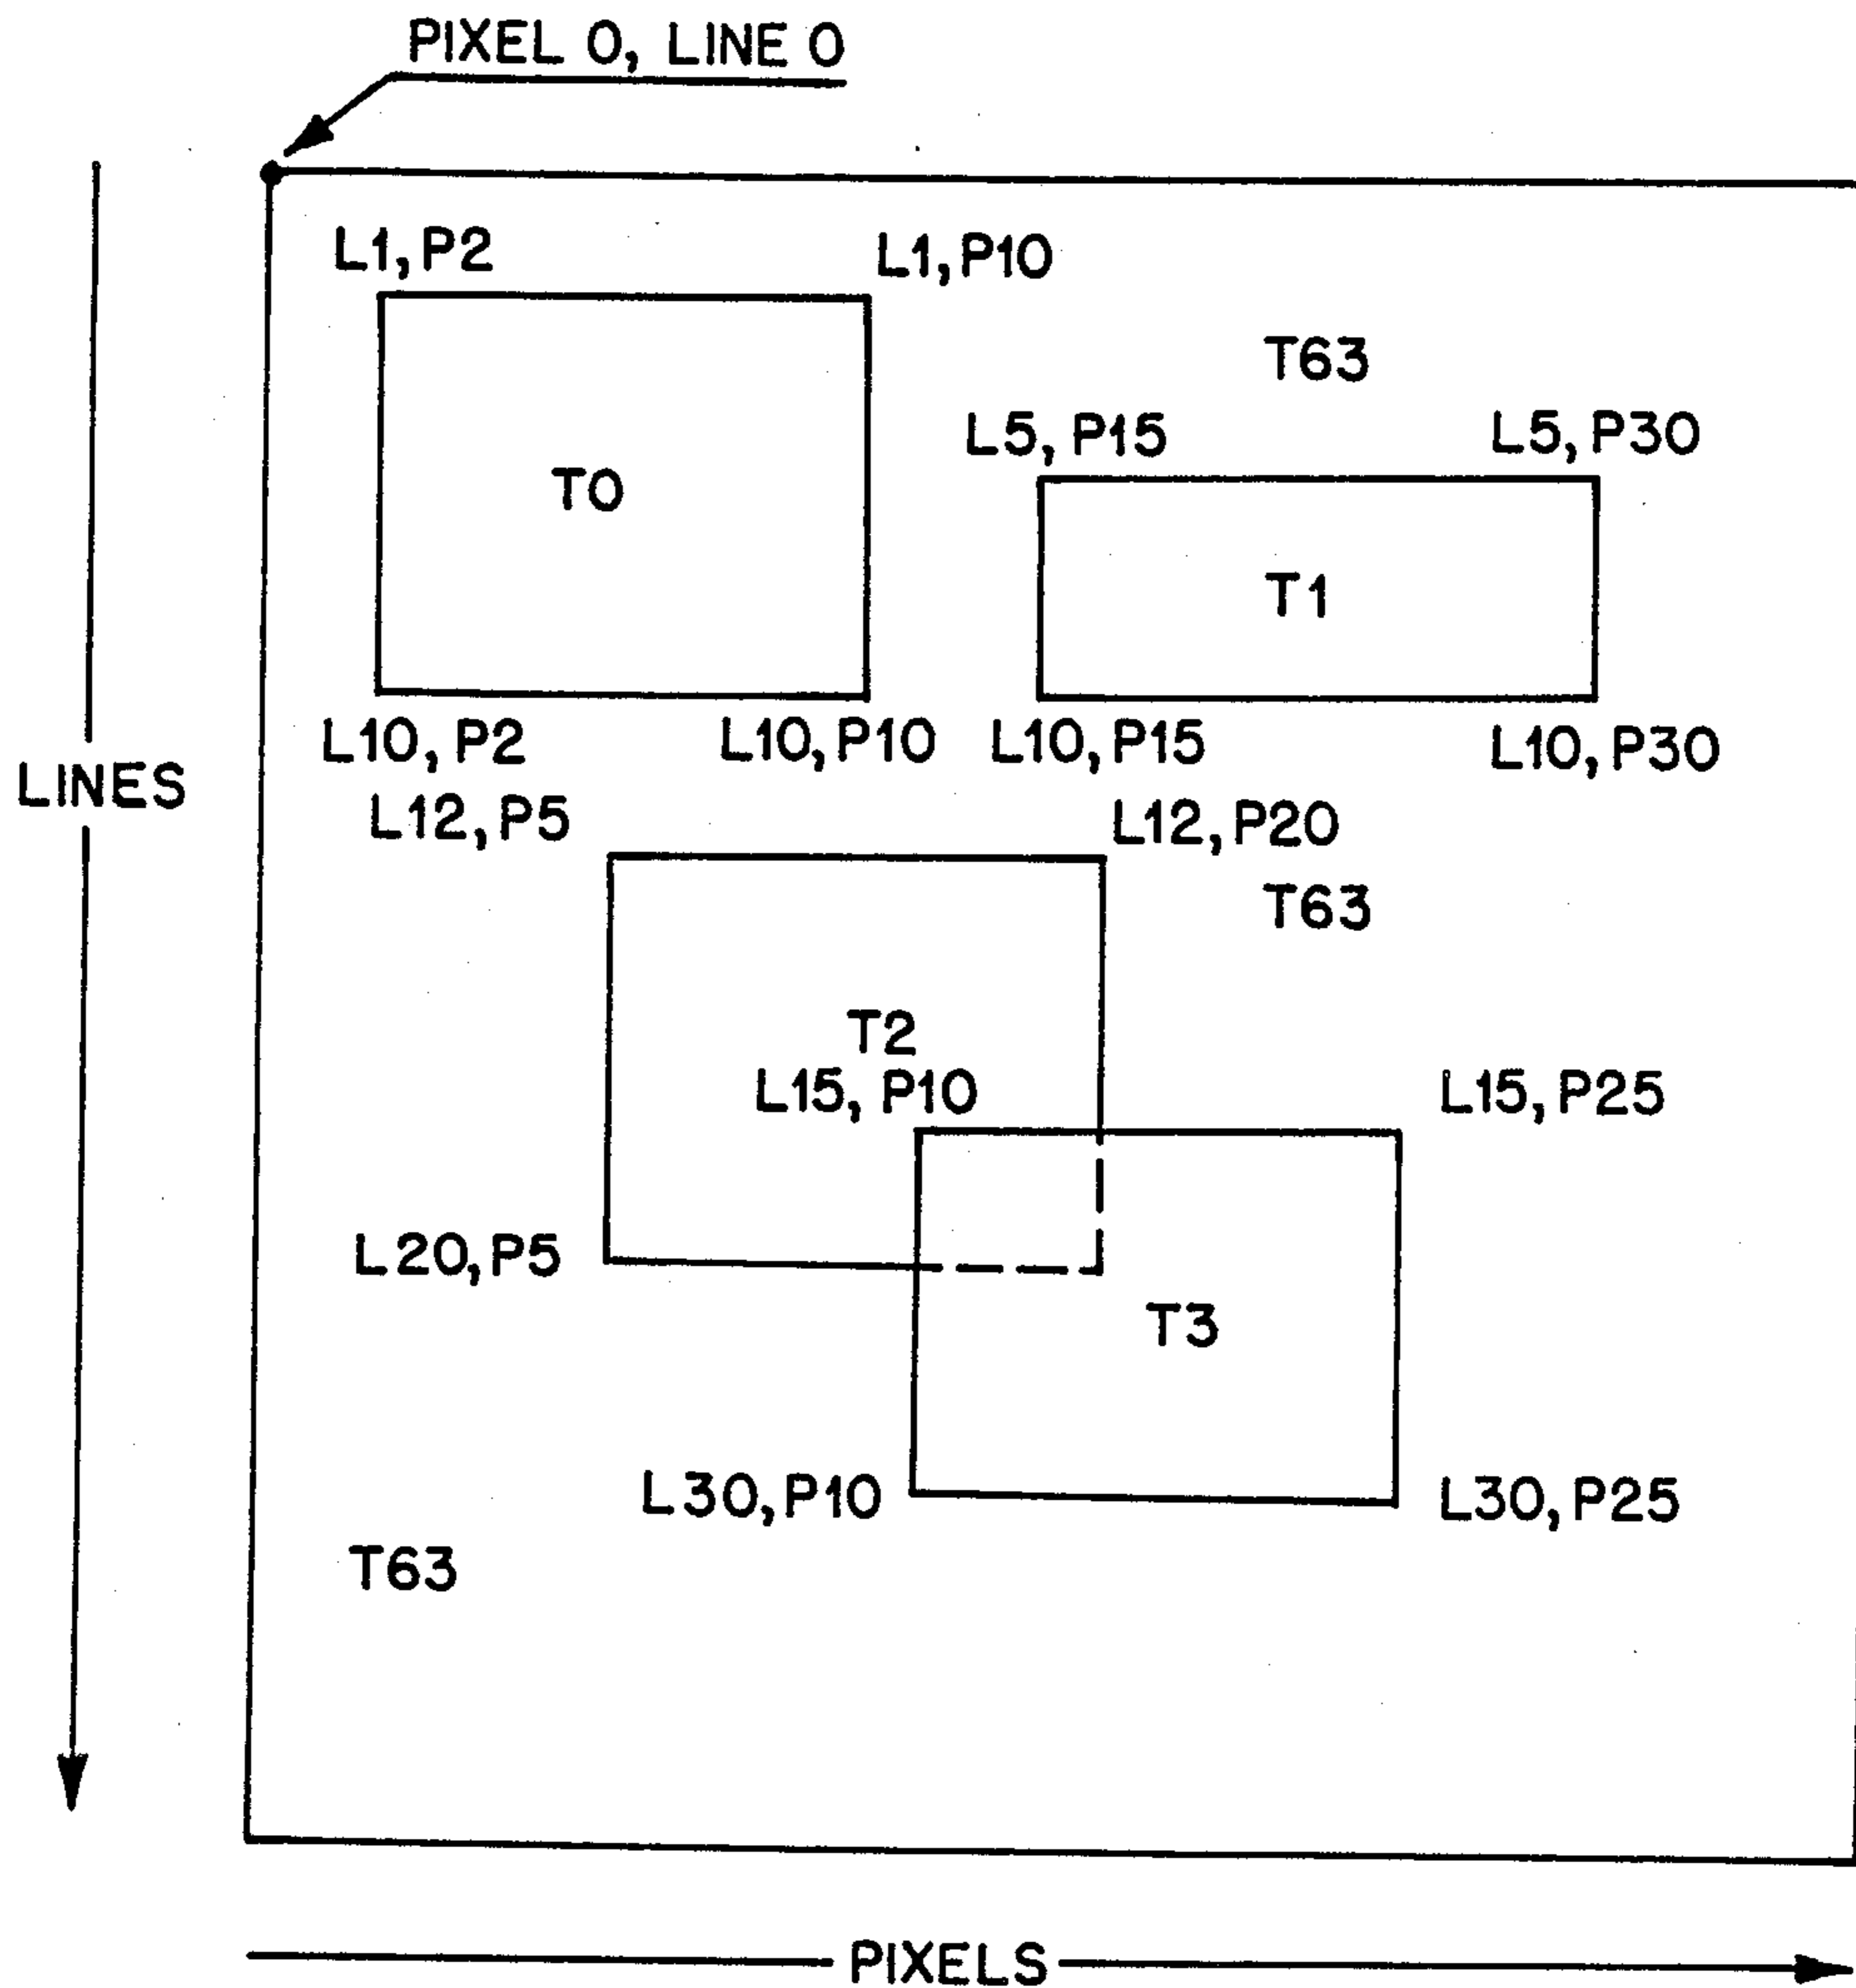 PIXEL 0, LINE 0
L1,P2
L1,P10
T63
L5,P15
L5,P30
T0
T1
L10,P2
L10,P10
L10,P15
L10,P30
LINES
L12,P5
L12,P20
T63
T2
L15,P10
L15,P25
L20,P5
T3
L30,P10
L30,P25
T63
PIXELS